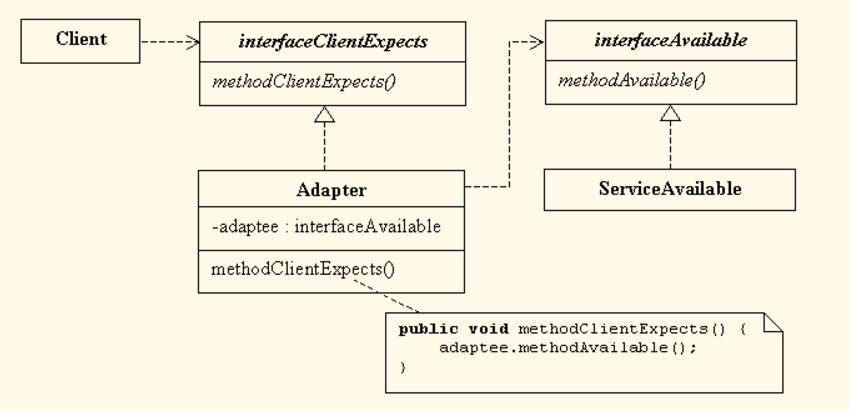 Client
interfaceClientExpects
methodClientExpects()
interfaceAvailable
methodAvailable()
Adapter
-adaptee : interfaceAvailable
methodClientExpects()
ServiceAvailable
public void methodClientExpects() {
    adaptee.methodAvailable();
}